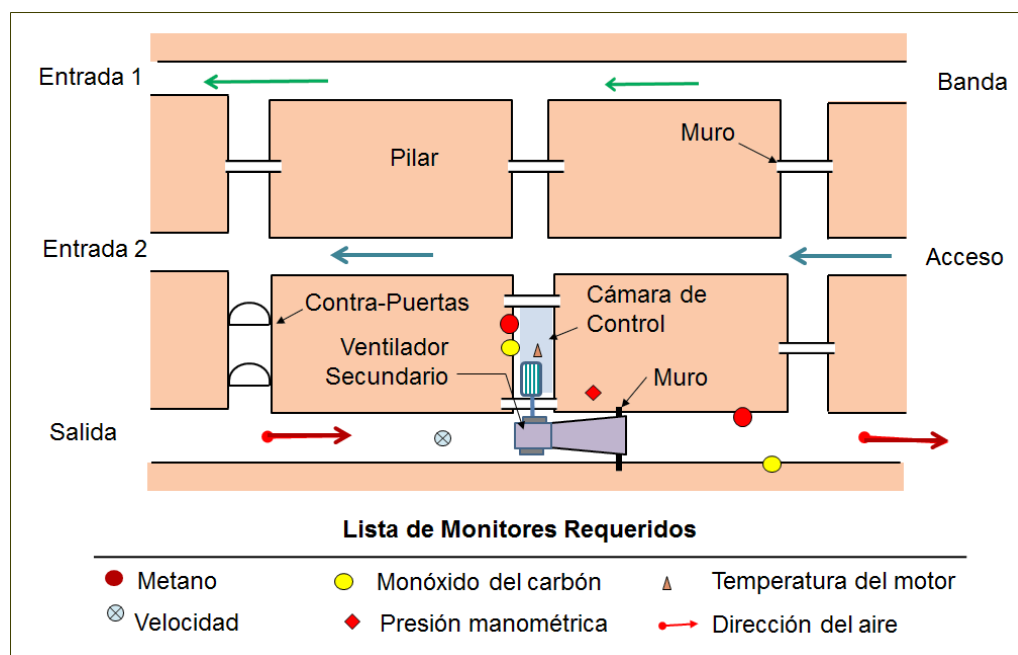 Entrada 1
Banda
Muro
Pilar
Entrada 2
Acceso
Contra-Puertas
Cámara de
Control
Ventilador
Secundario
Muro
Salida
Lista de Monitores Requeridos
Metano
Monóxido del carbón
Temperatura del motor
Velocidad
Presión manométrica
Dirección del aire